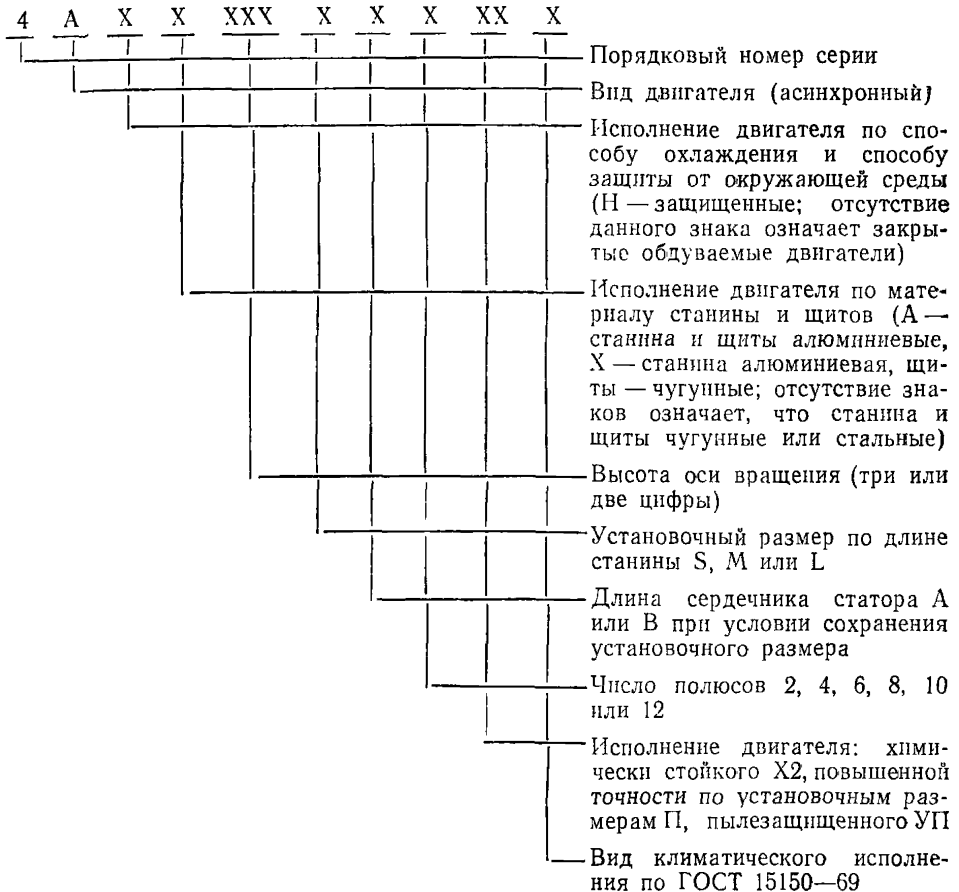 4 А Х Х ХХХ Х Х Х ХХ Х
Порядковый номер серии
Вид двигателя (асинхронный)
Исполнение двигателя по спо-
собу охлаждения и способу
защиты от окружающей среды
(Н — защищенные; отсутствие
данного знака означает закры-
тые обдуваемые двигатели)
Исполнение двигателя по мате-
риалу станины и щитов (А —
станина и щиты алюминиевые,
Х — станина алюминиевая, щи-
ты — чугунные; отсутствие зна-
ков означает, что станина и
щиты чугунные или стальные)
Высота оси вращения (три или
две цифры)
Установочный размер по длине
станины S, M или L
Длина сердечника статора А
или В при условии сохранения
установочного размера
Число полюсов 2, 4, 6, 8, 10
или 12
Исполнение двигателя: хими-
чески стойкого Х2, повышенной
точности по установочным раз-
мерам П, пылезащищенного УП
Вид климатического исполне-
ния по ГОСТ 15150—69